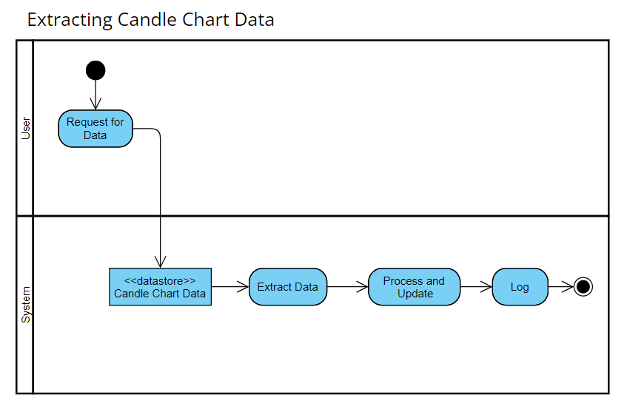 Extracting Candle Chart Data
User
Request for
Data
System
<<datastore>>
Candle Chart Data
Extract Data
Process and
Update
Log